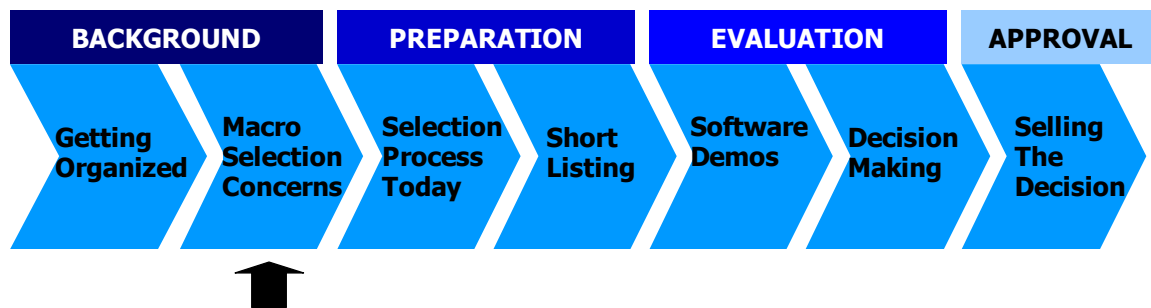 BACKGROUND
PREPARATION
EVALUATION
APPROVAL
Getting
Organized
Macro
Selection
Concerns
Selection
Process
Today
Short
Listing
Software
Demos
Decision
Making
Selling
The
Decision